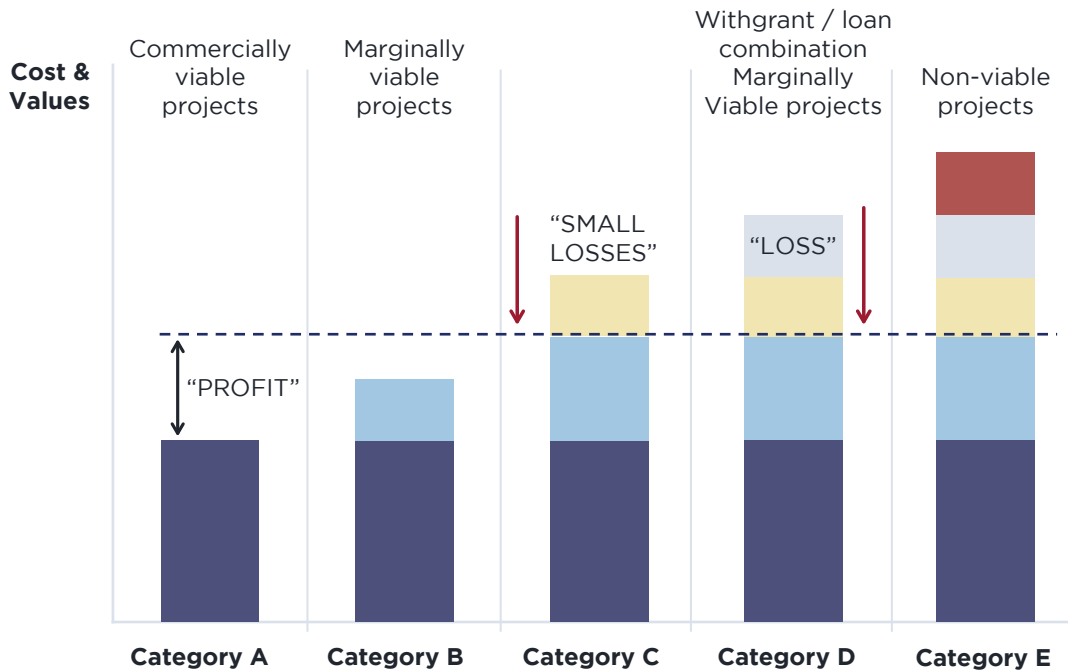 Cost &
Values
Commercially
viable
projects
Marginally
viable
projects
Withgrant / loan
combination
Marginally
Viable projects
Non-viable
projects
“SMALL
LOSSES”
“LOSS”
“PROFIT”
Category A
Category B
Category C
Category D
Category E